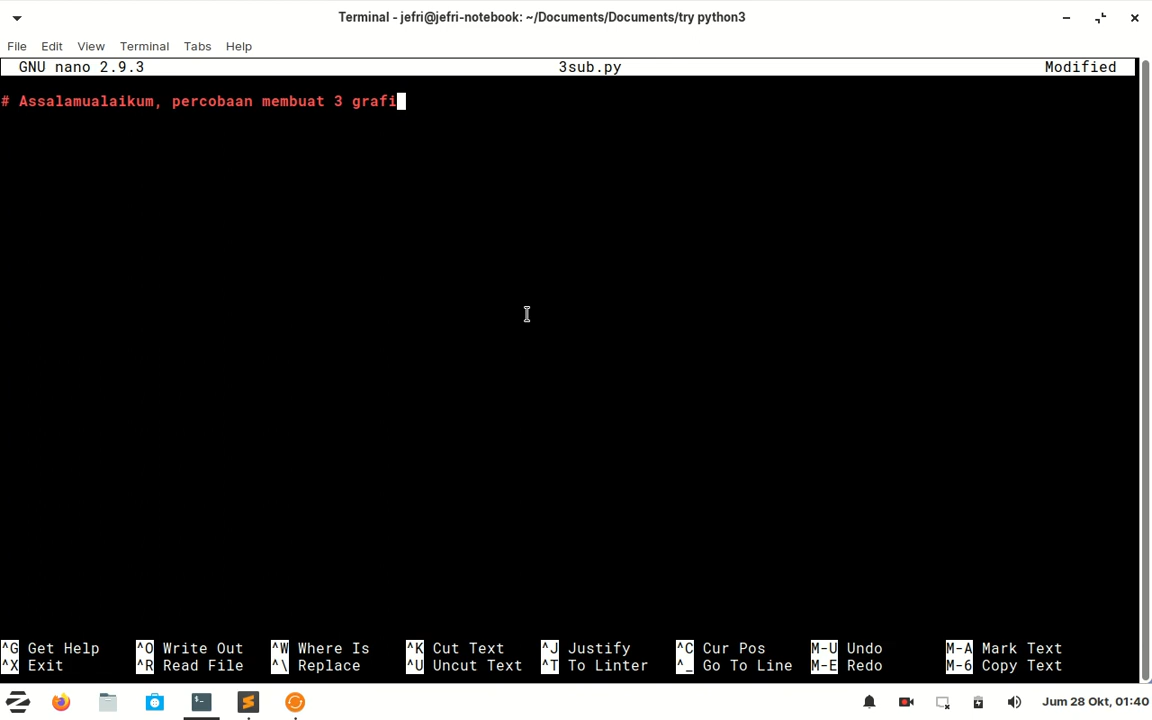 Terminal - jefri@jefri-notebook: ~/Documents/Documents/try python3
File Edit View Terminal Tabs Help
GNU nano 2.9.3 3sub.py Modified
# Assalamualaikum, percobaan membuat 3 grafi
^G Get Help ^O Write Out ^W Where Is ^K Cut Text ^J Justify ^C Cur Pos M-U Undo M-A Mark Text
^X Exit ^R Read File ^\ Replace ^U Uncut Text ^T To Linter ^_ Go To Line M-E Redo M-6 Copy Text
Jum 28 Okt, 01:40